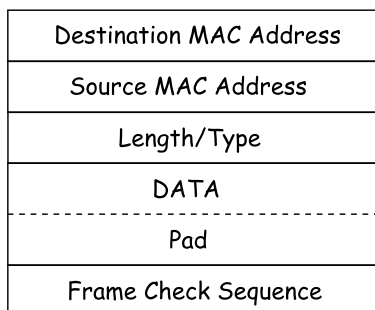 Destination MAC Address
Source MAC Address
Length/Type
DATA
Pad
Frame Check Sequence